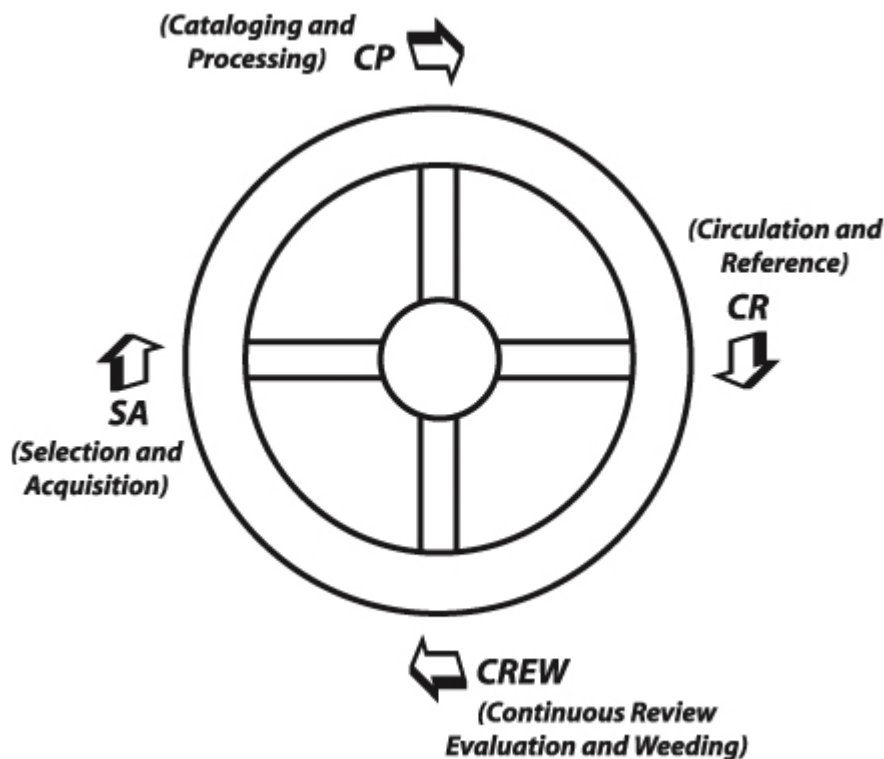 (Cataloging and
Processing) CP
(Circulation and
Reference)
CR
SA
(Selection and
Acquisition)
CREW
(Continuous Review
Evaluation and Weeding)